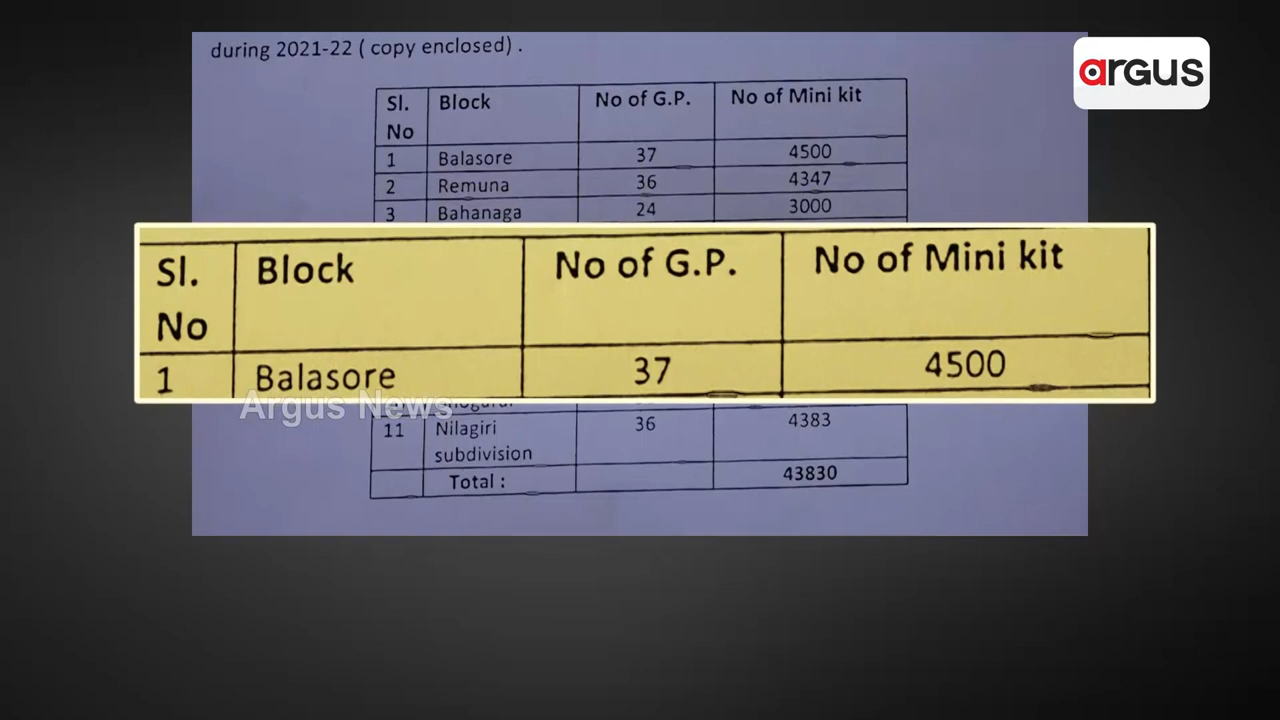 during 2021-22 ( copy enclosed) .
argus
Sl. No Block No of G.P. No of Mini kit
1 Balasore 37 4500
2 Remuna 36 4347
3 Bahanaga 24 3000
Sl. No Block No of G.P. No of Mini kit
1 Balasore 37 4500
Argus News
11 Nilagiri subdivision 36 4383
Total : 43830